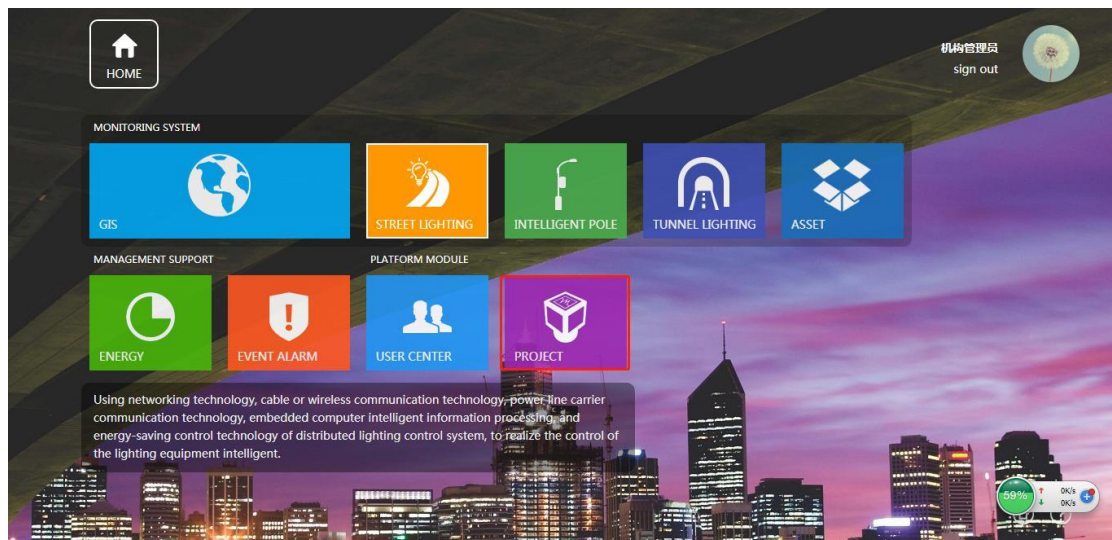 HOME
机构管理员
sign out
MONITORING SYSTEM
GIS
STREET LIGHTING
INTELLIGENT POLE
TUNNEL LIGHTING
ASSET
MANAGEMENT SUPPORT
PLATFORM MODULE
ENERGY
EVENT ALARM
USER CENTER
PROJECT
Using networking technology, cable or wireless communication technology, power line carrier
communication technology, embedded computer intelligent information processing, and
energy-saving control technology of distributed lighting control system, to realize the control of
the lighting equipment intelligent.
59%
0K/s
0K/s